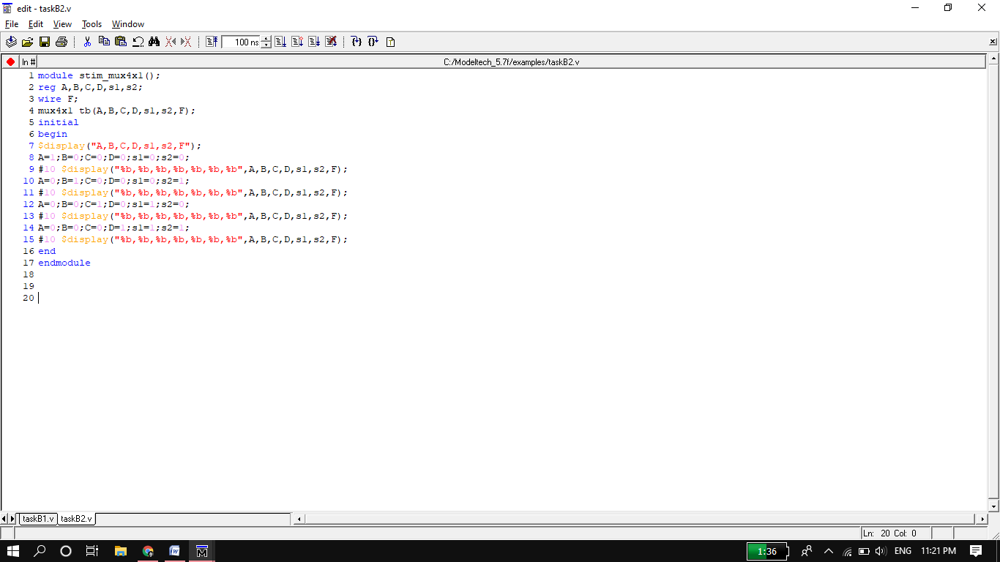 edit - taskB2.v
File Edit View Tools Window
100 ns
ln #
C:/Modeltech_5.7f/examples/taskB2.v
1 module stim_mux4x1();
2 reg A,B,C,D,s1,s2;
3 wire F;
4 mux4x1 tb(A,B,C,D,s1,s2,F);
5 initial
6 begin
7 $display("A,B,C,D,s1,s2,F");
8 A=1;B=0;C=0;D=0;s1=0;s2=0;
9 #10 $display("%b,%b,%b,%b,%b,%b,%b",A,B,C,D,s1,s2,F);
10 A=0;B=1;C=0;D=0;s1=0;s2=1;
11 #10 $display("%b,%b,%b,%b,%b,%b,%b",A,B,C,D,s1,s2,F);
12 A=0;B=0;C=1;D=0;s1=1;s2=0;
13 #10 $display("%b,%b,%b,%b,%b,%b,%b",A,B,C,D,s1,s2,F);
14 A=0;B=0;C=0;D=1;s1=1;s2=1;
15 #10 $display("%b,%b,%b,%b,%b,%b,%b",A,B,C,D,s1,s2,F);
16 end
17 endmodule
18
19
20
taskB1.v taskB2.v
Ln: 20 Col: 0
1:36 ENG 11:21 PM